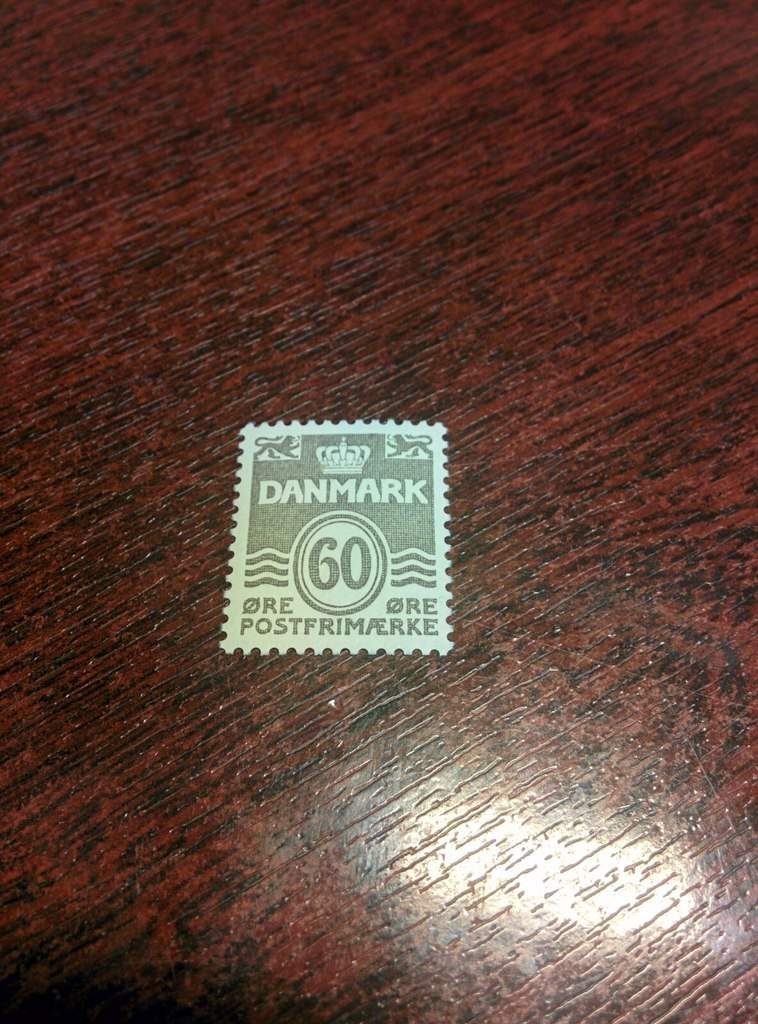 DANMARK
60
ØRE ØRE
POSTFRIMÆRKE